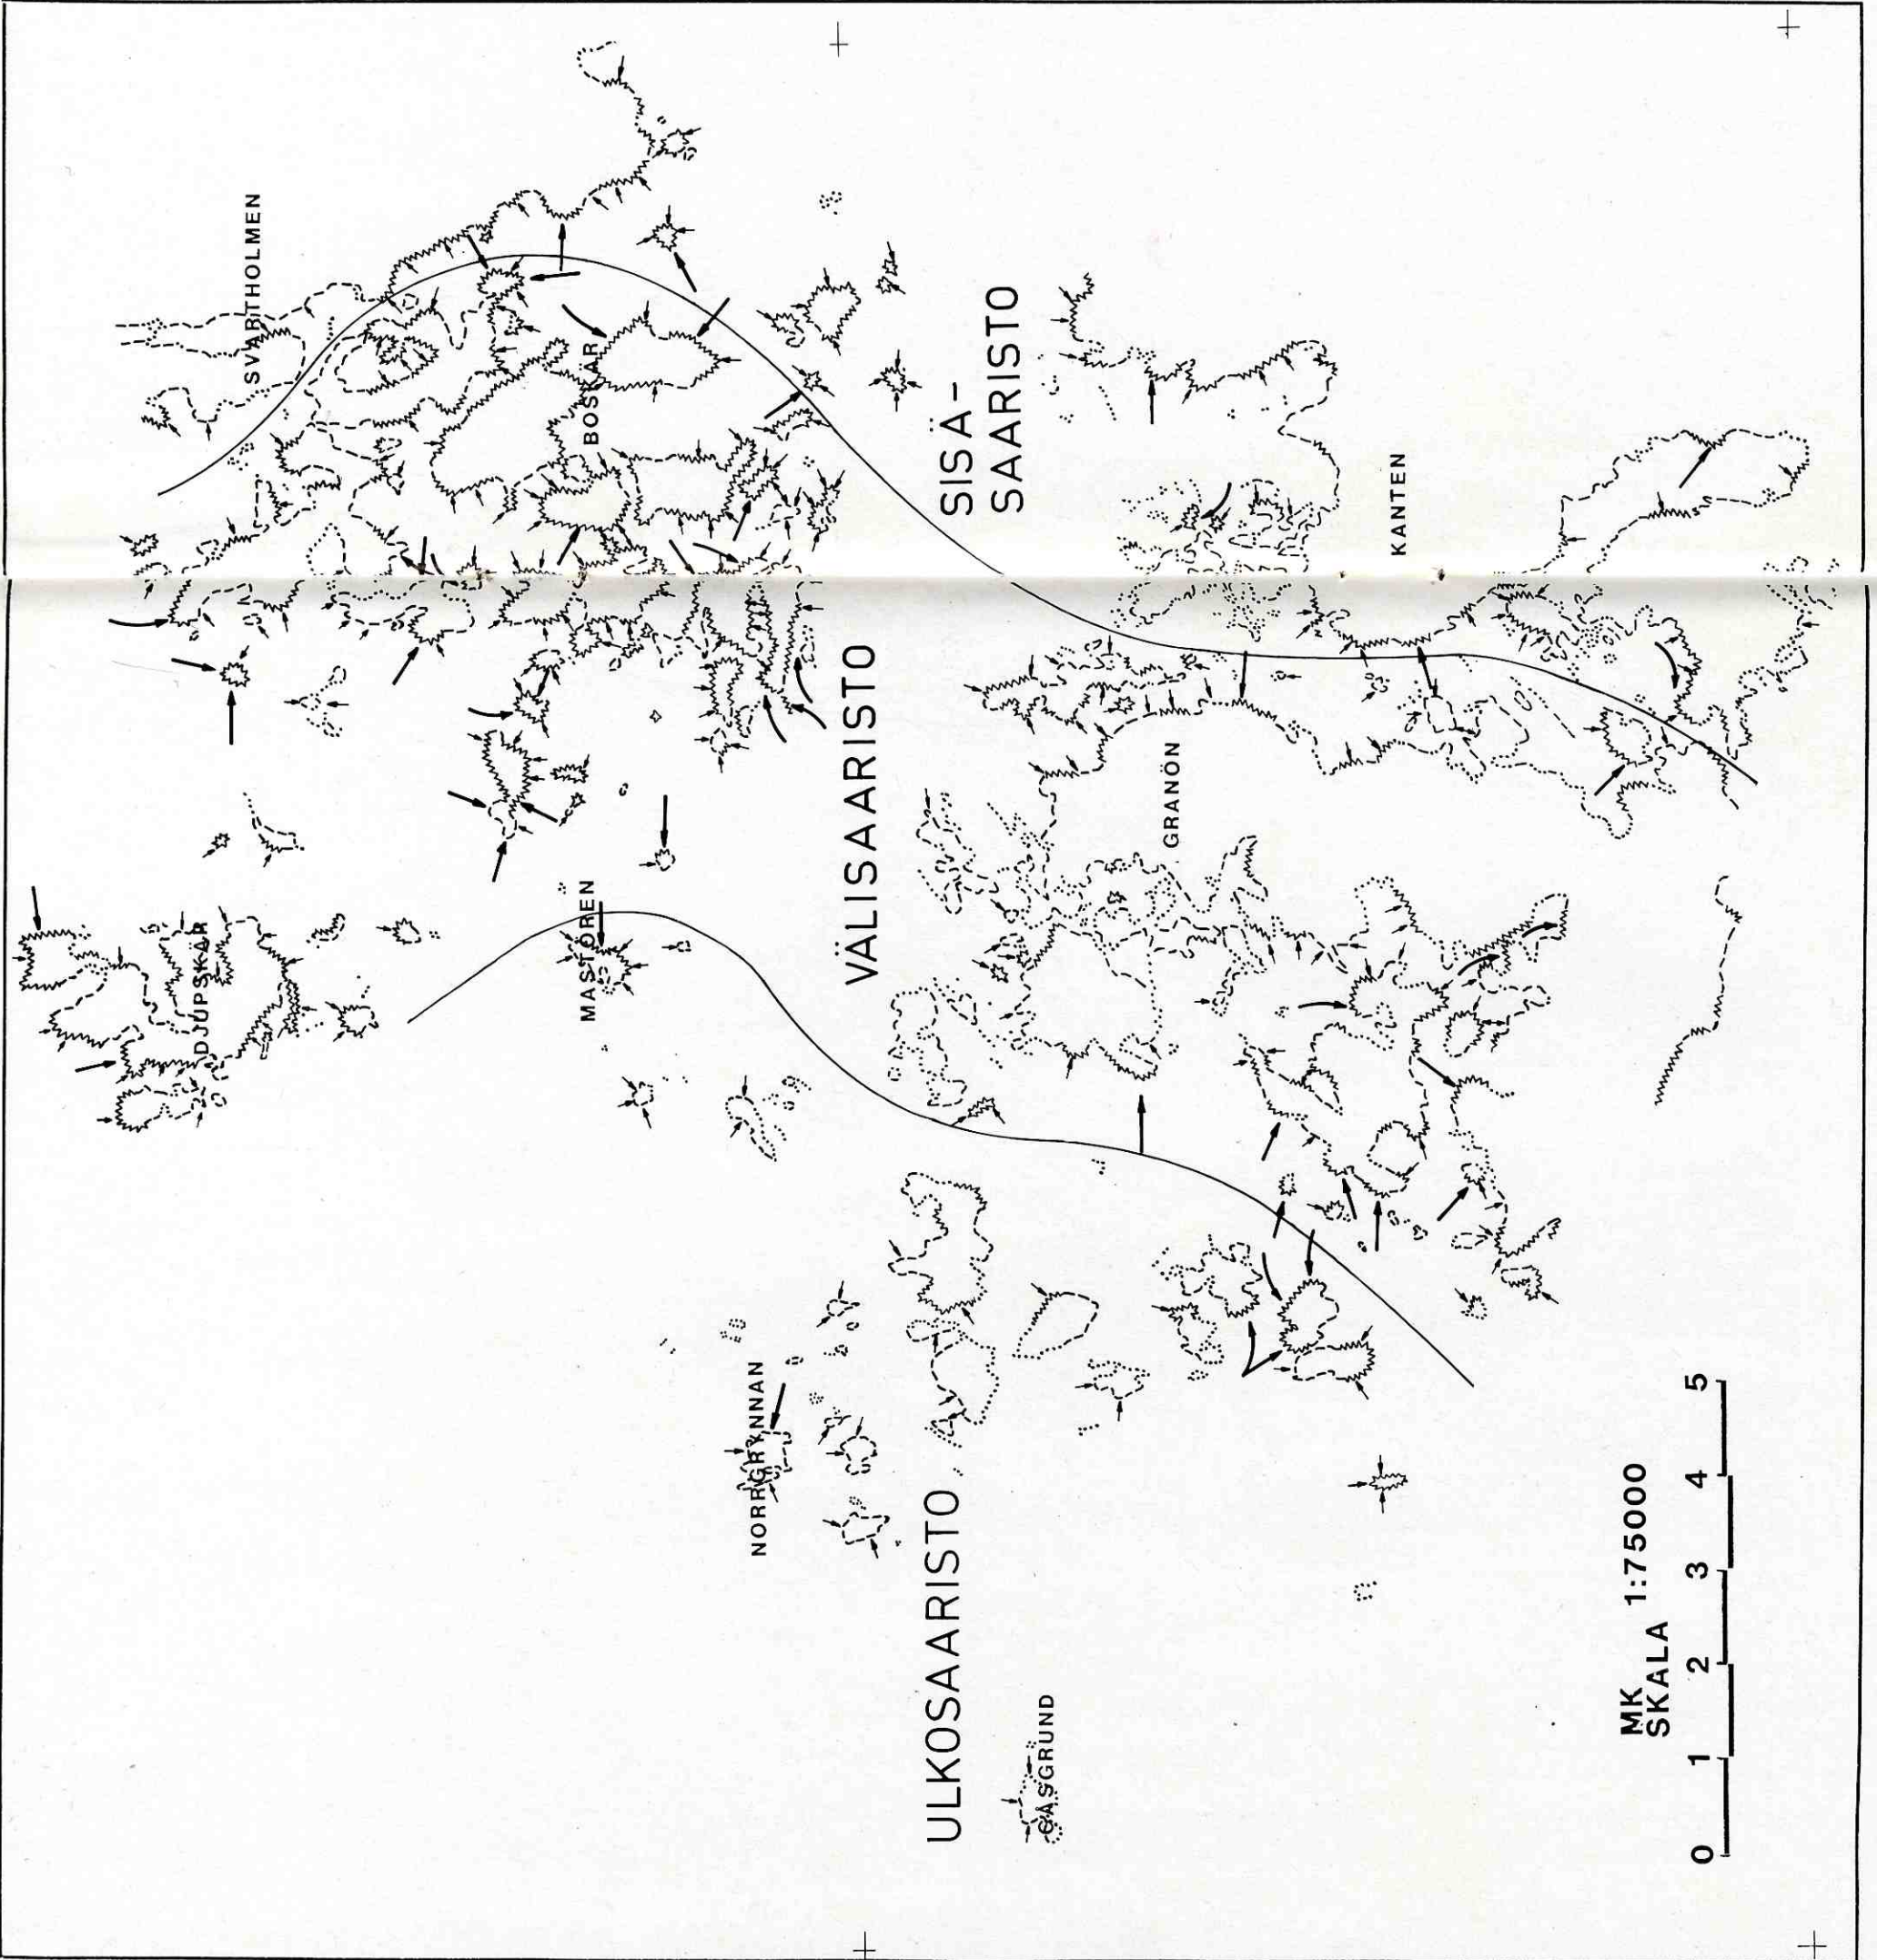 SVARTHOLMEN
BOSKÄR
SISÄ-
SAARISTO
KANTEN
DJUPSKÄR
MASTÖREN
VÄLISAARISTO
GRANÖN
NORRGRYNNAN
ULKOSAARISTO
GÅSGRUND
MK
SKALA 1:75000
0 1 2 3 4 5